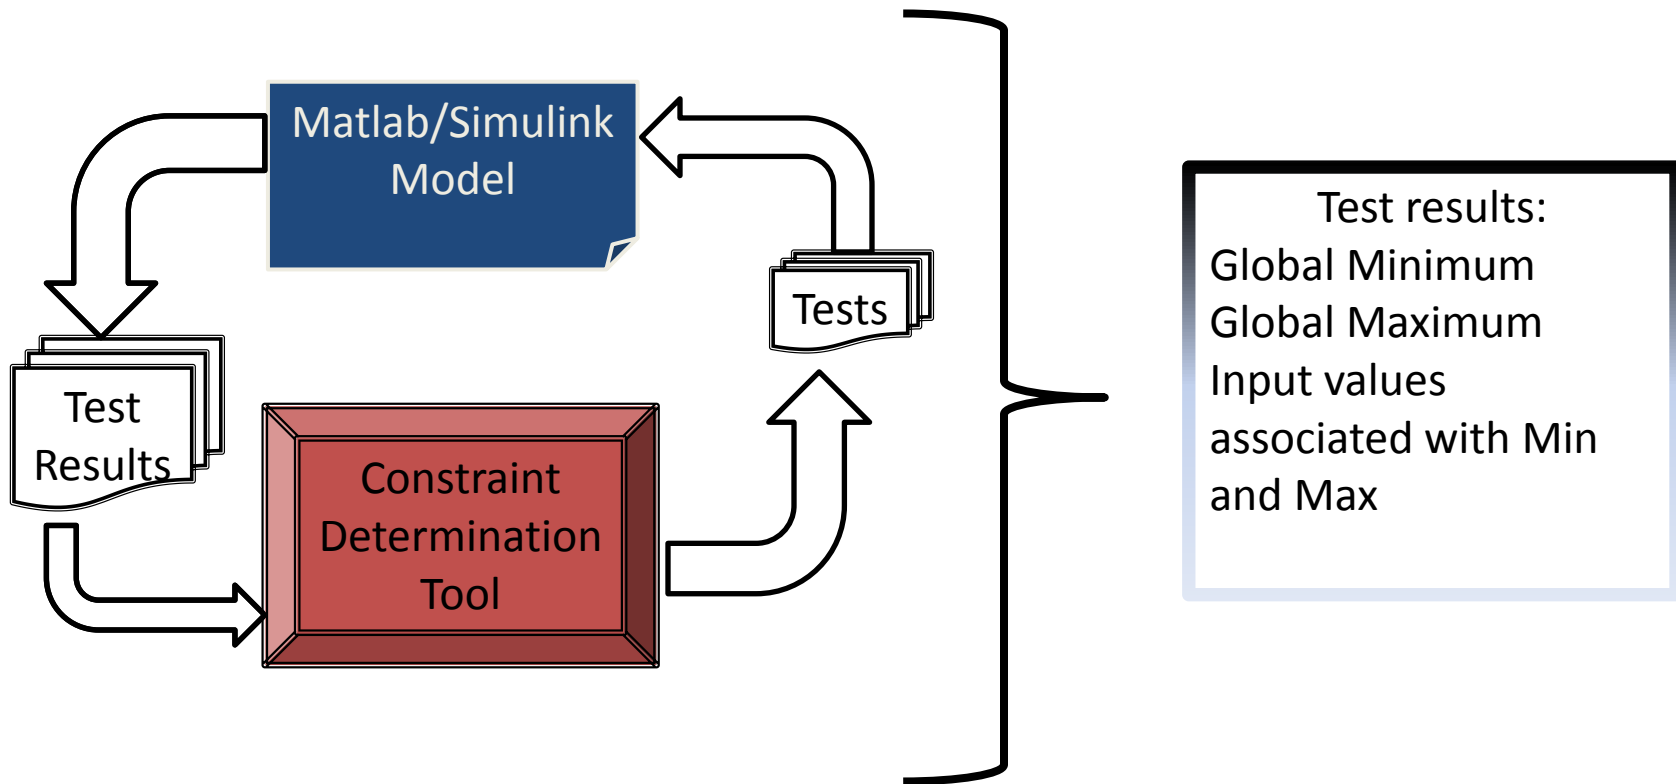 Matlab/Simulink
Model
Tests
Test
Results
Constraint
Determination
Tool
Test results:
Global Minimum
Global Maximum
Input values
associated with Min
and Max